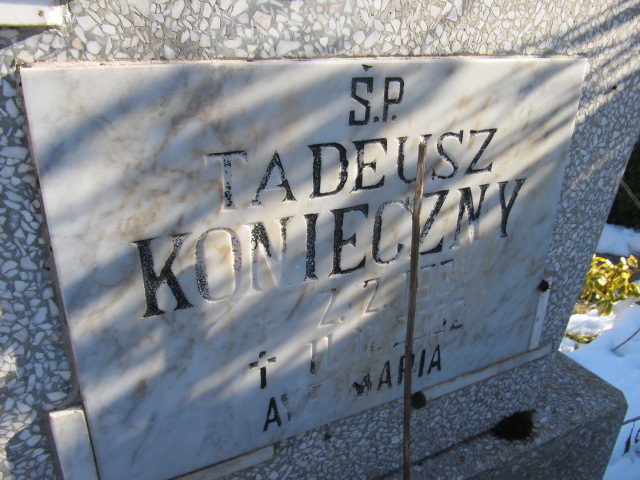 Ś.P.
TADEUSZ
KONIECZNY
AVE MARIA